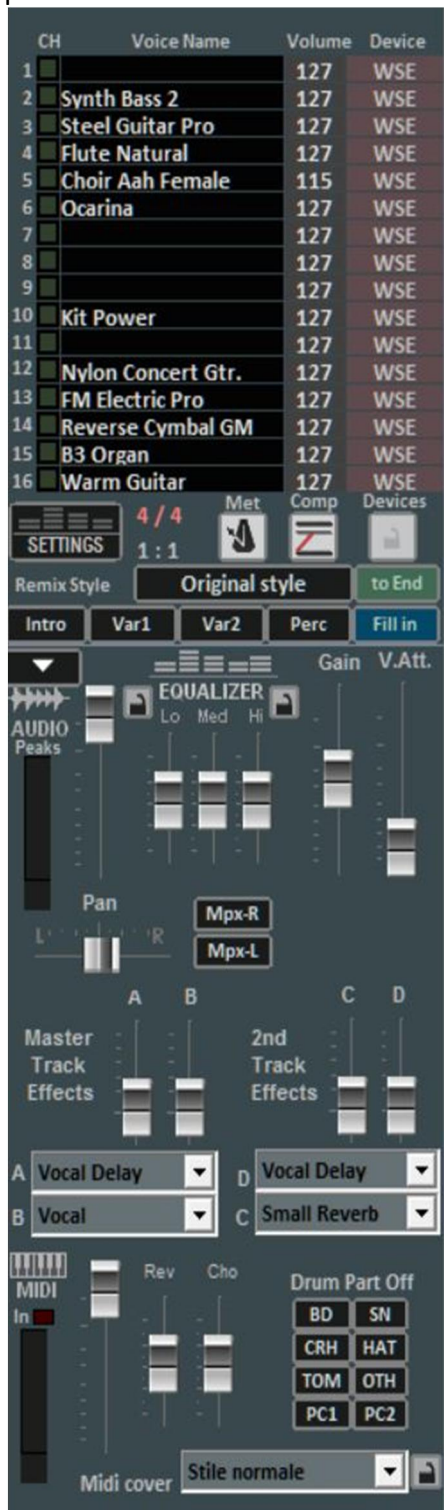 CH Voice Name Volume Device
1 127 WSE
2 Synth Bass 2 127 WSE
3 Steel Guitar Pro 127 WSE
4 Flute Natural 127 WSE
5 Choir Aah Female 115 WSE
6 Ocarina 127 WSE
7 127 WSE
8 127 WSE
9 127 WSE
10 Kit Power 127 WSE
11 127 WSE
12 Nylon Concert Gtr. 127 WSE
13 FM Electric Pro 127 WSE
14 Reverse Cymbal GM 127 WSE
15 B3 Organ 127 WSE
16 Warm Guitar 127 WSE
Met Comp Devices
4 / 4
SETTINGS 1 : 1
Remix Style Original style to End
Intro Var1 Var2 Perc Fill in
Gain V.Att.
EQUALIZER
AUDIO Lo Med Hi
Peaks
Pan Mpx-R
L R Mpx-L
A B C D
Master 2nd
Track Track
Effects Effects
A Vocal Delay D Vocal Delay
B Vocal C Small Reverb
Rev Cho
MIDI Drum Part Off
In BD SN
CRH HAT
TOM OTH
PC1 PC2
Midi cover Stile normale